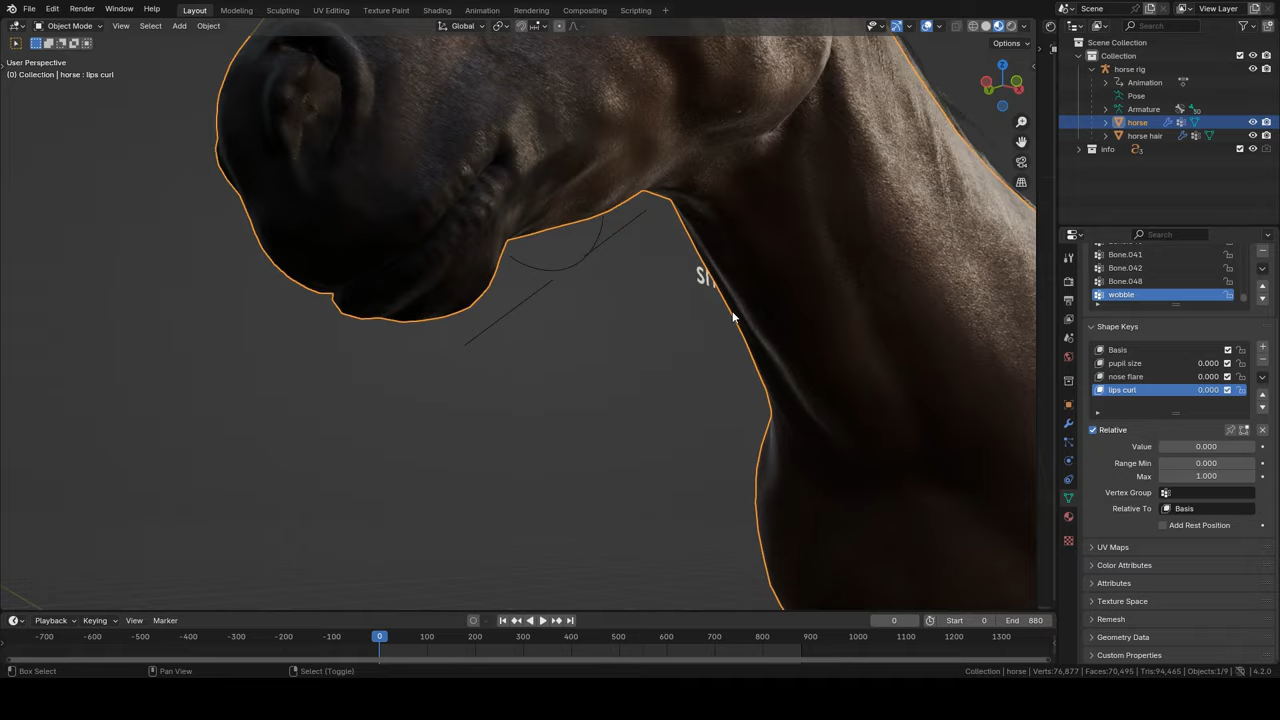 File Edit Render Window Help
Layout Modeling Sculpting UV Editing Texture Paint Shading Animation Rendering Compositing Scripting +
Scene
View Layer
Object Mode View Select Add Object
Global
Options
Search
User Perspective
(0) Collection | horse : lips curl
Z
Y
X
Scene Collection
Collection
horse rig
Animation
Pose
Armature
50
horse
horse hair
info
3
Search
Bone.041
Bone.042
Bone.048
wobble
Shape Keys
Basis
pupil size 0.000
nose flare 0.000
lips curl 0.000
Relative
Value 0.000
Range Min 0.000
Max 1.000
Vertex Group
Relative To Basis
Add Rest Position
UV Maps
Color Attributes
Attributes
Texture Space
Remesh
Geometry Data
Custom Properties
Playback Keying View Marker
0 Start 0 End 880
-700 -600 -500 -400 -300 -200 -100 0 100 200 300 400 500 600 700 800 900 1000 1100 1200 1300
Box Select Pan View Select (Toggle)
Collection | horse | Verts:76,877 | Faces:70,495 | Tris:94,465 | Objects:1/9 | 4.2.0